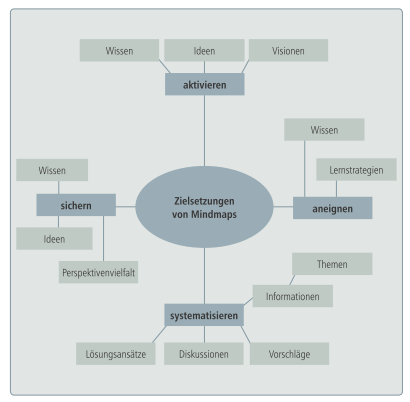 Wissen
Ideen
Visionen
aktivieren
Wissen
Lernstrategien
aneignen
Wissen
sichern
Ideen
Perspektivenvielfalt
Zielsetzungen
von Mindmaps
Themen
Informationen
systematisieren
Lösungsansätze
Diskussionen
Vorschläge